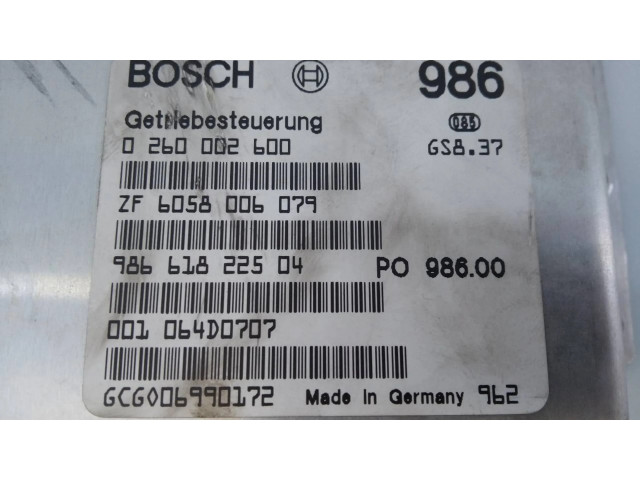 BOSCH 986
Getriebesteuerung 085
0 260 002 600 GS8.37
ZF 6058 006 079
986 618 225 04 PO 986.00
001 064D0707
GCG006990172 Made in Germany 962